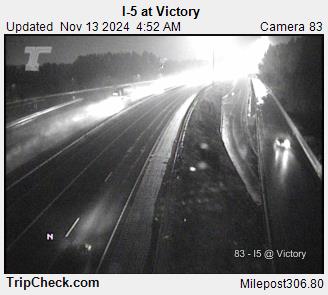 I-5 at Victory
Updated  Nov 13 2024  4:52 AM
Camera 83
T
N
83 - I5 @ Victory
TripCheck.com
Milepost306.80